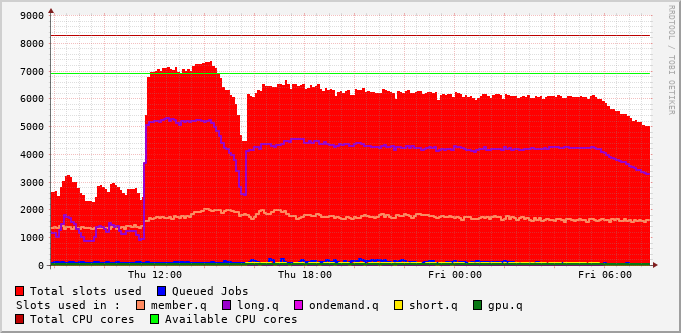 9000
8000
7000
6000
5000
4000
3000
2000
1000
0
Thu 12:00 Thu 18:00 Fri 00:00 Fri 06:00
RRDTOOL / TOBI OETIKER
Total slots used Queued Jobs
Slots used in : member.q long.q ondemand.q short.q gpu.q
Total CPU cores Available CPU cores